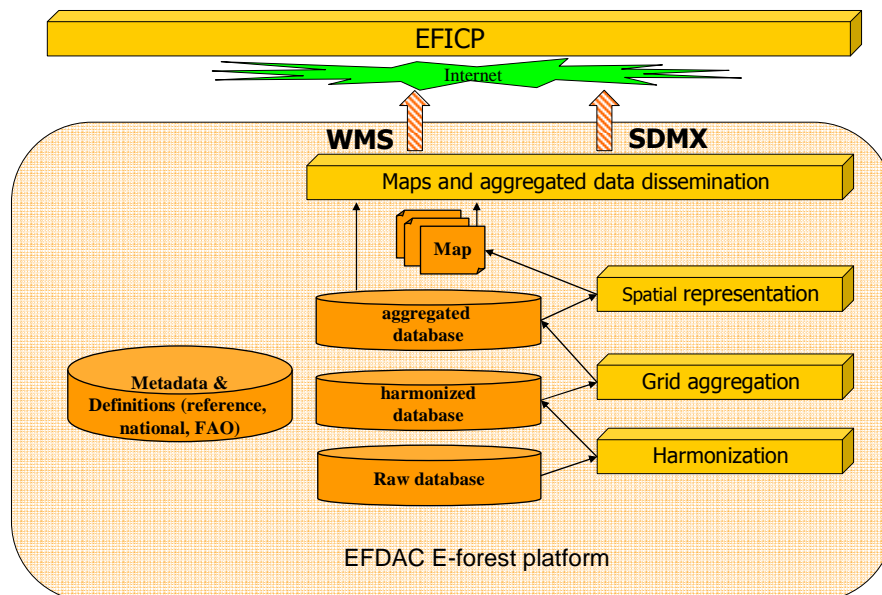 EFICP
Internet
WMS
SDMX
Maps and aggregated data dissemination
Map
Spatial representation
aggregated
database
Metadata &
Definitions (reference,
national, FAO)
harmonized
database
Grid aggregation
Harmonization
Raw database
EFDAC E-forest platform